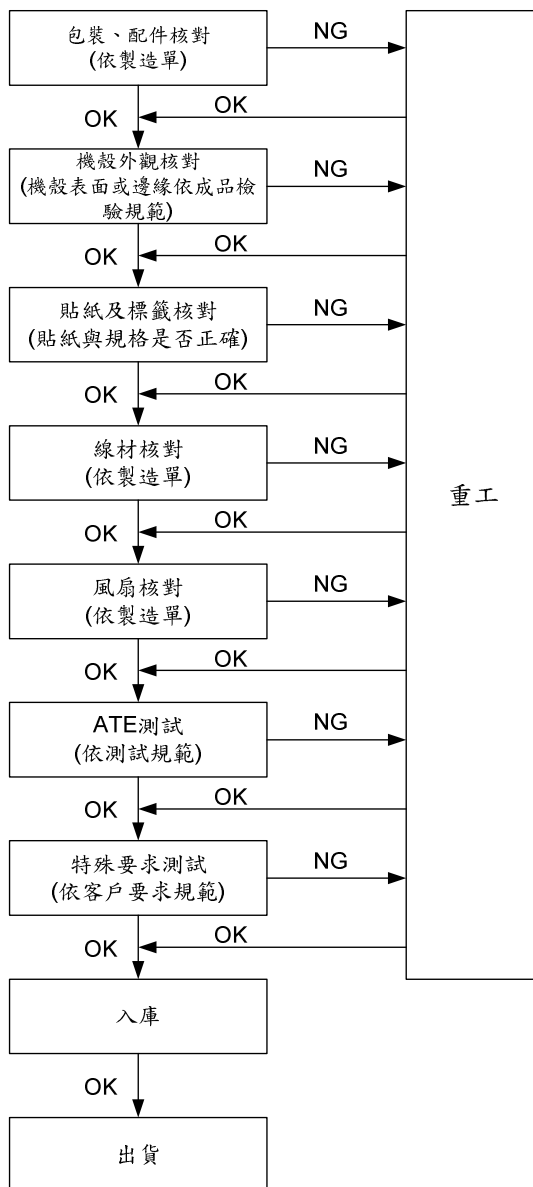 包裝、配件核對
(依製造單)
NG
OK
OK
機殼外觀核對
(機殼表面或邊緣依成品檢
驗規範)
NG
OK
OK
貼紙及標籤核對
(貼紙與規格是否正確)
NG
OK
OK
線材核對
(依製造單)
NG
重工
OK
OK
風扇核對
(依製造單)
NG
OK
OK
ATE測試
(依測試規範)
NG
OK
OK
特殊要求測試
(依客戶要求規範)
NG
OK
OK
入庫
OK
出貨